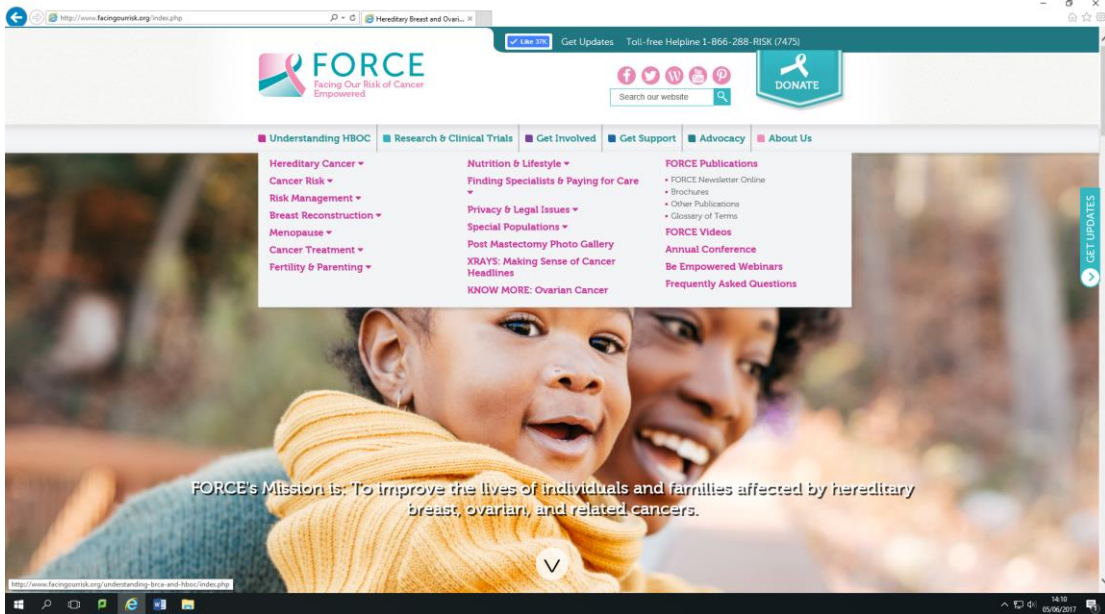 http://www.facingourrisk.org/index.php
Hereditary Breast and Ovari...
Like 37K Get Updates Toll-free Helpline 1-866-288-RISK (7475)
FORCE
Facing Our Risk of Cancer
Empowered
DONATE
Search our website
Understanding HBOC Research & Clinical Trials Get Involved Get Support Advocacy About Us
Hereditary Cancer
Cancer Risk
Risk Management
Breast Reconstruction
Menopause
Cancer Treatment
Fertility & Parenting
Nutrition & Lifestyle
Finding Specialists & Paying for Care
Privacy & Legal Issues
Special Populations
Post Mastectomy Photo Gallery
XRAYS: Making Sense of Cancer
Headlines
KNOW MORE: Ovarian Cancer
FORCE Publications
• FORCE Newsletter Online
• Brochures
• Other Publications
• Glossary of Terms
FORCE Videos
Annual Conference
Be Empowered Webinars
Frequently Asked Questions
GET UPDATES
FORCE's Mission is: To improve the lives of individuals and families affected by hereditary
breast, ovarian, and related cancers.
http://www.facingourrisk.org/understanding-brca-and-hboc/index.php
14:10
05/06/2017